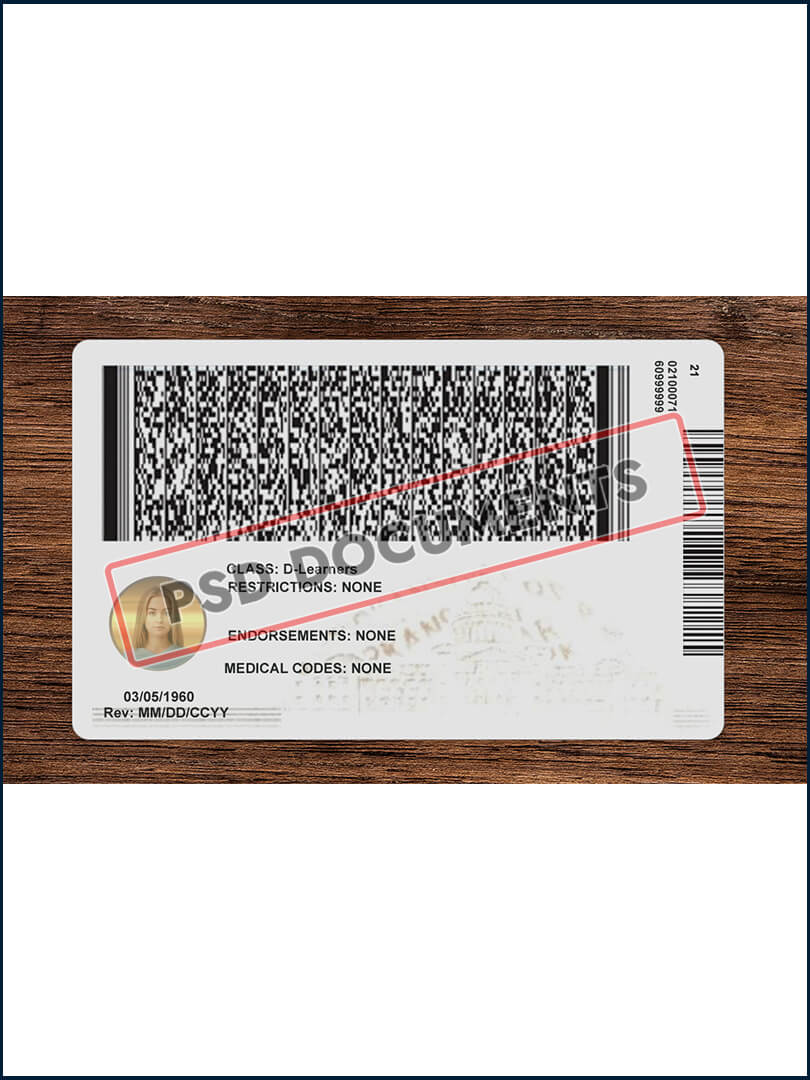 21
02100071
60999999
PSD DOCUMENTS
CLASS: D-Learners
RESTRICTIONS: NONE
ENDORSEMENTS: NONE
MEDICAL CODES: NONE
03/05/1960
Rev: MM/DD/CCYY